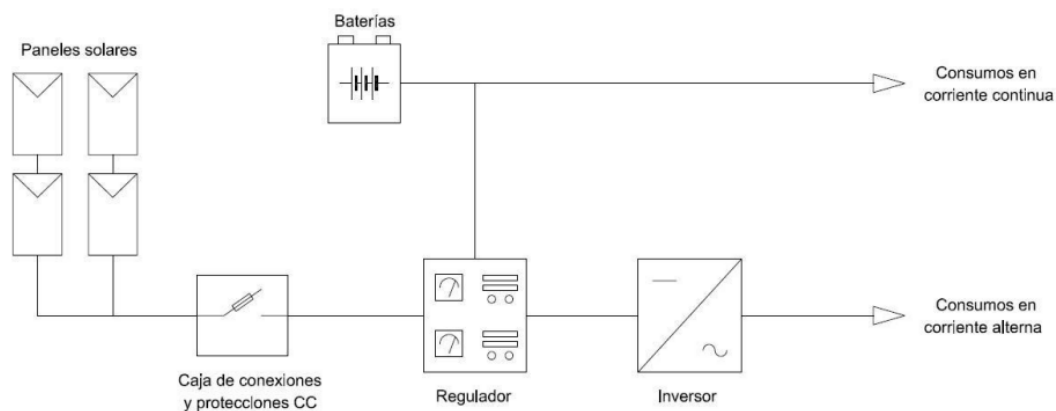 Baterías
Paneles solares
Consumos en
corriente continua
Consumos en
corriente alterna
Caja de conexiones
y protecciones CC
Regulador
Inversor